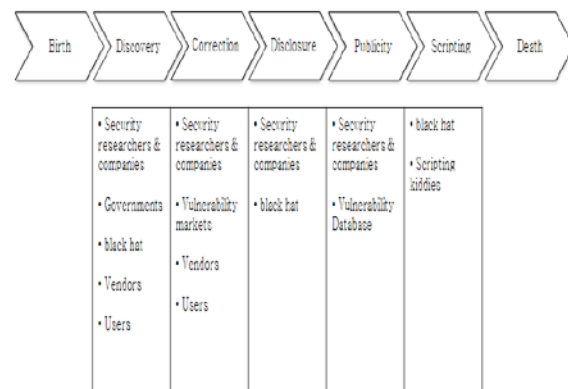 Birth
Discovery
Correction
Disclosure
Publicity
Scripting
Death
• Security
researchers &
companies
• Governments
• black hat
• Vendors
• Users
• Security
researchers &
companies
• Vulnerability
markets
• Vendors
• Users
• Security
researchers &
companies
• black hat
• Security
researchers &
companies
• Vulnerability
Database
• black hat
• Scripting
kiddies